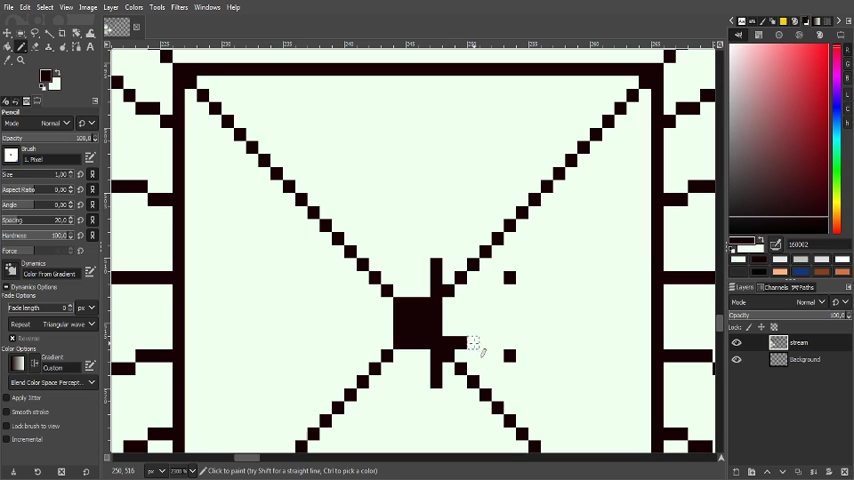 File Edit Select View Image Layer Colors Tools Filters Windows Help
Pencil
Mode Normal
Opacity 100,0
Brush
1. Pixel
Size 1,00
Aspect Ratio 0,00
Angle 0,00
Spacing 20,0
Hardness 100,0
Force
Dynamics
Color From Gradient
Dynamics Options
Fade Options
Fade length 0 px
Repeat Triangular wave
Reverse
Color Options
Gradient
Custom
Blend Color Space Percept...
Apply Jitter
Smooth stroke
Lock brush to view
Incremental
250, 516 px 2300 % Click to paint (try Shift for a straight line, Ctrl to pick a color)
R
G
B
160002
Layers Channels Paths
Mode Normal
Opacity 100,0
Lock:
stream
Background